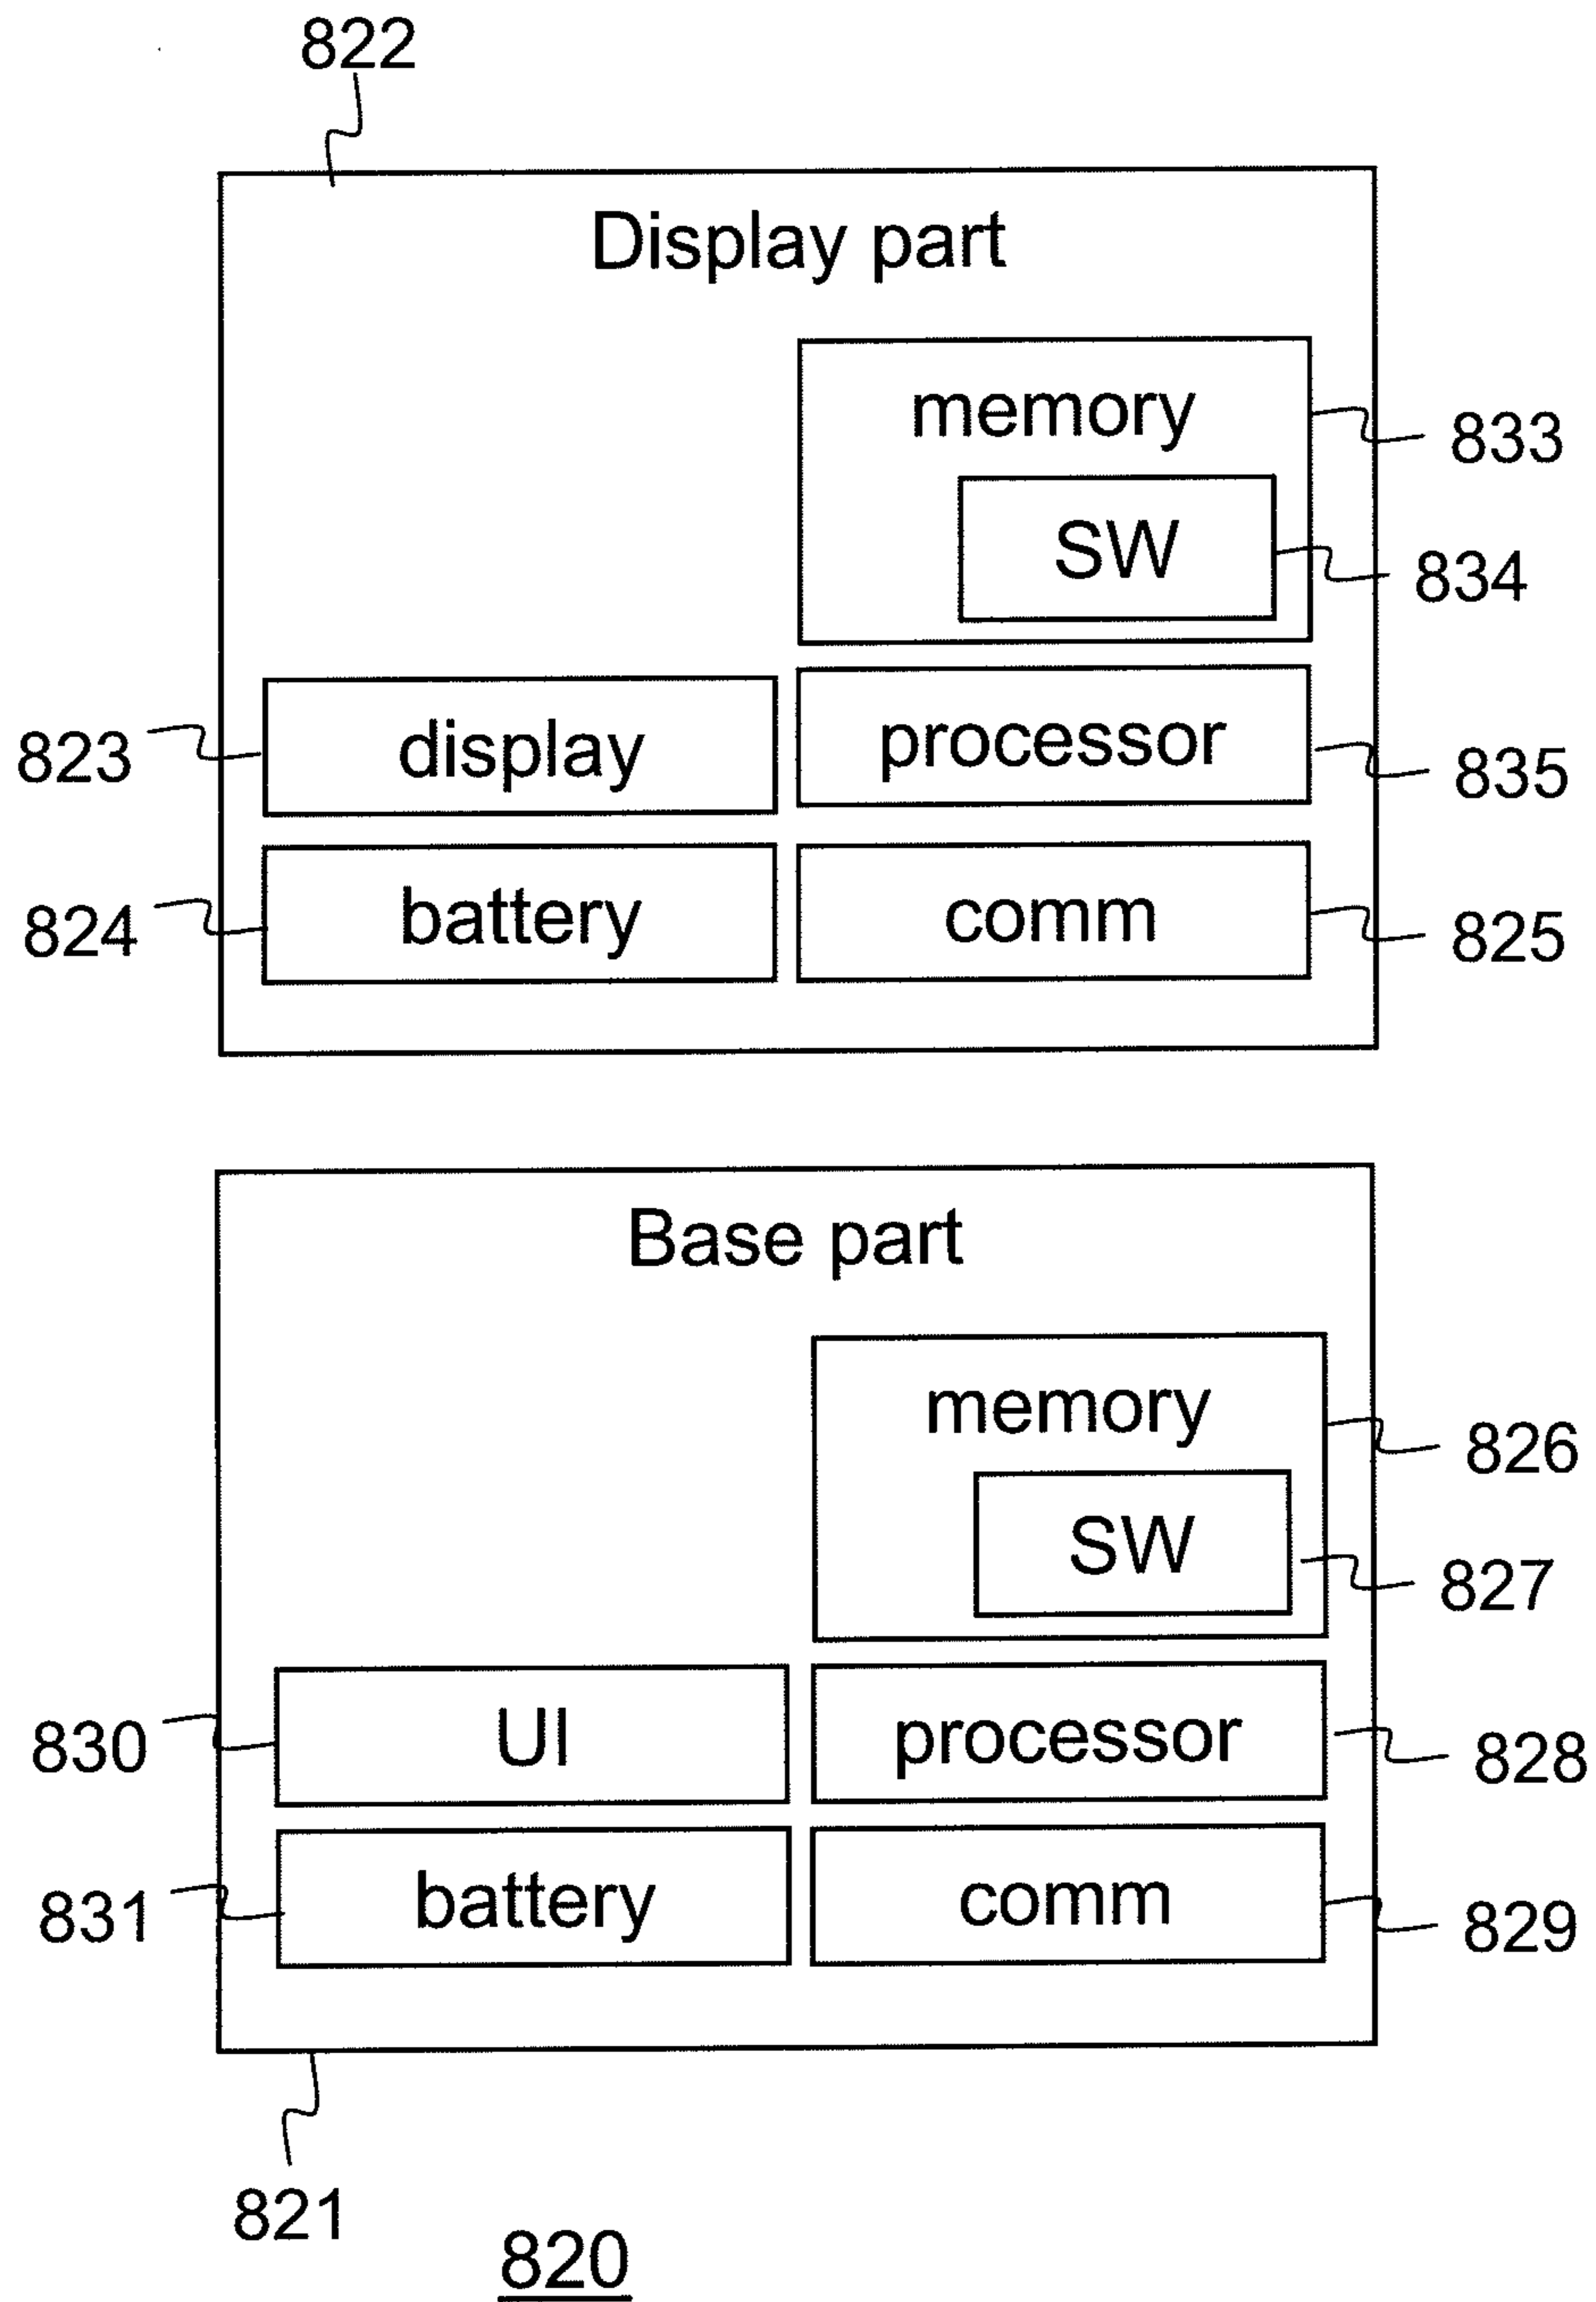 822
Display part
memory
833
SW
834
823
display
processor
835
824
battery
comm
825
Base part
memory
826
SW
827
830
UI
processor
828
831
battery
comm
829
821
820